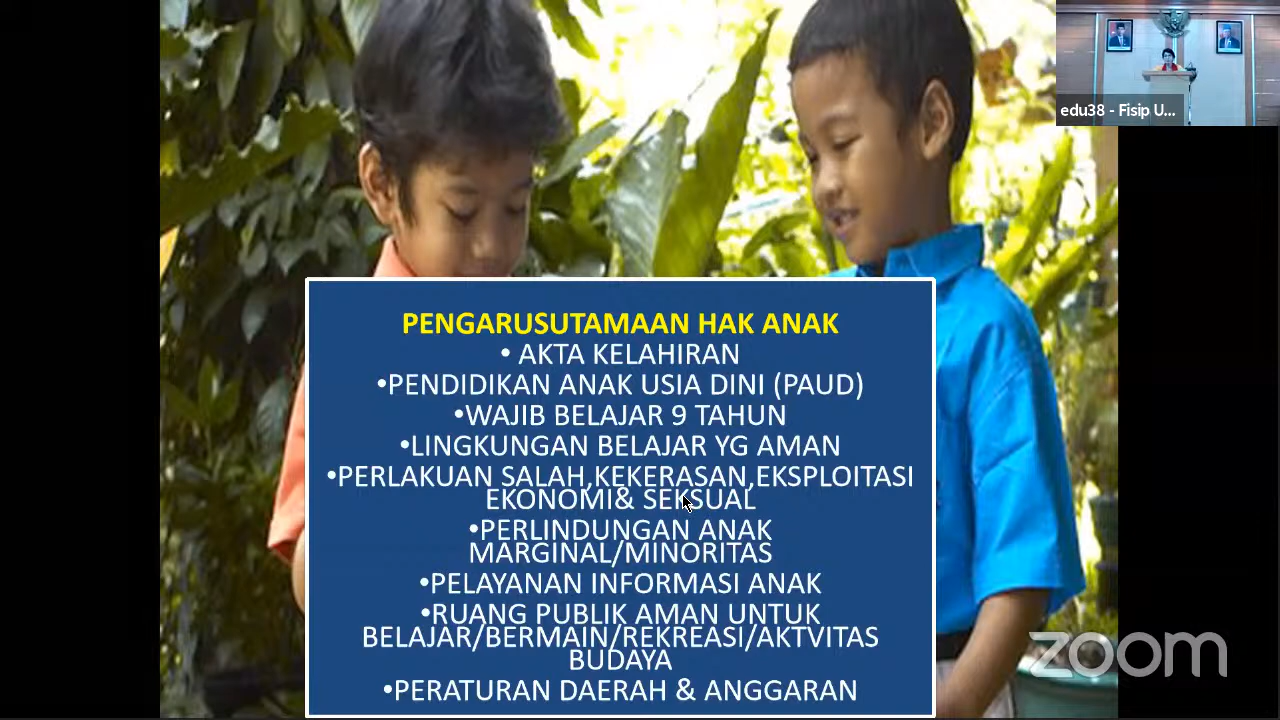 edu38 - Fisip U...
PENGARUSUTAMAAN HAK ANAK
• AKTA KELAHIRAN
•PENDIDIKAN ANAK USIA DINI (PAUD)
•WAJIB BELAJAR 9 TAHUN
•LINGKUNGAN BELAJAR YG AMAN
•PERLAKUAN SALAH,KEKERASAN,EKSPLOITASI
EKONOMI& SEKSUAL
•PERLINDUNGAN ANAK
MARGINAL/MINORITAS
•PELAYANAN INFORMASI ANAK
•RUANG PUBLIK AMAN UNTUK
BELAJAR/BERMAIN/REKREASI/AKTVITAS
BUDAYA
•PERATURAN DAERAH & ANGGARAN
zoom